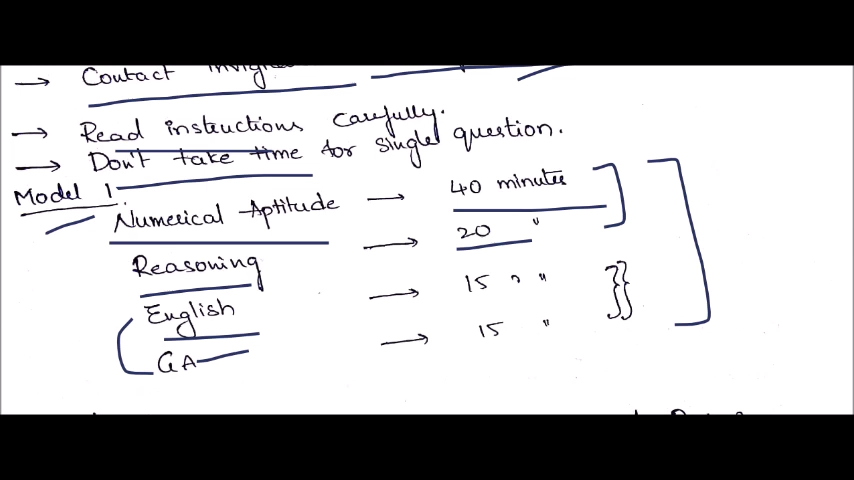 → Contact
→ Read instructions carefully.
→ Don't take time for single question.
Model 1
Numerical Aptitude → 40 minutes
Reasoning → 20 "
English → 15 " "
GA → 15 "